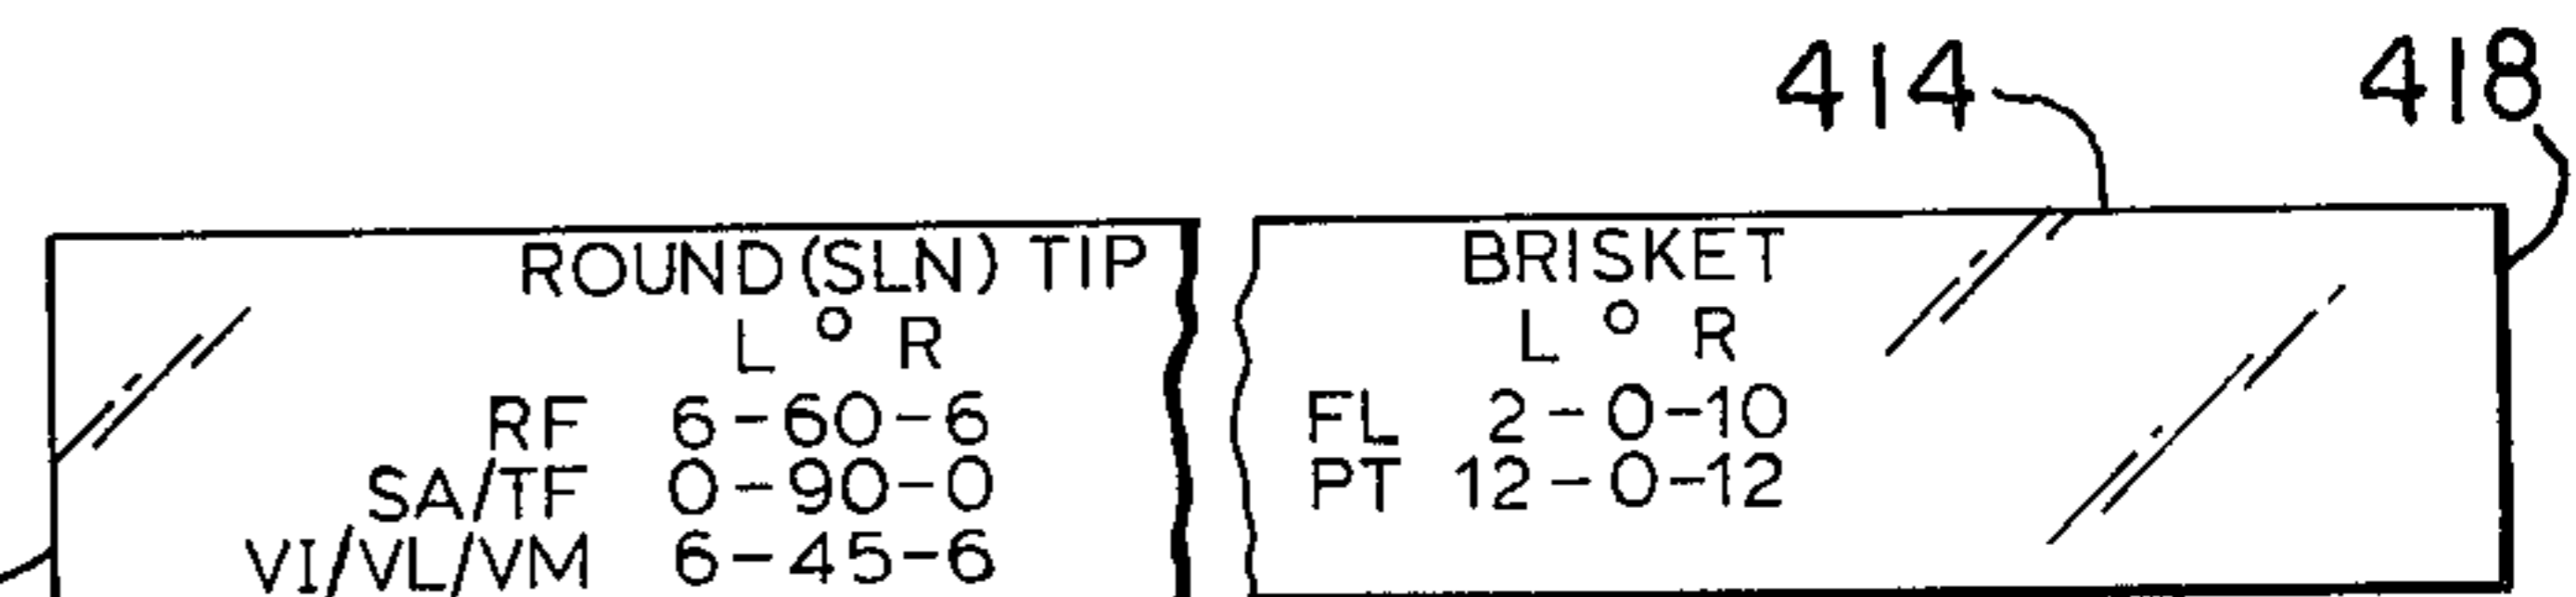 414 418
ROUND (SLN) TIP
L ° R
RF 6-60-6
SA/TF 0-90-0
VI/VL/VM 6-45-6
BRISKET
L ° R
FL 2-0-10
PT 12-0-12